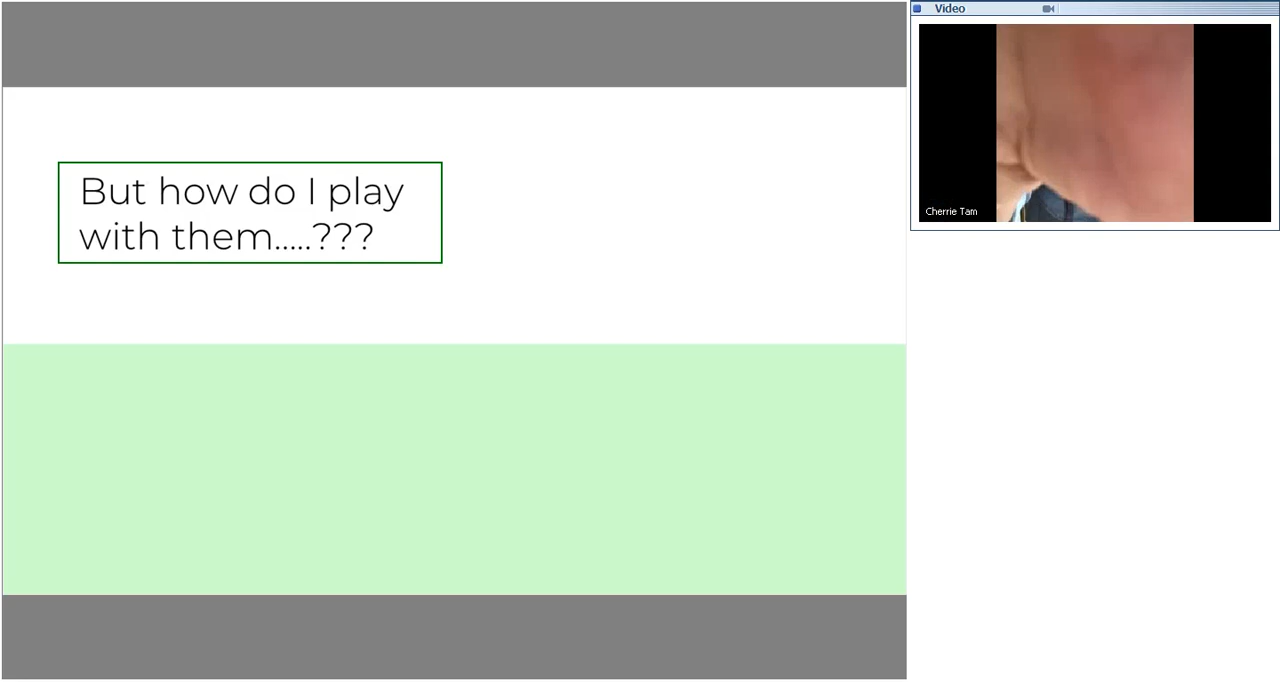 But how do I play
with them.....???
Video
Cherrie Tam